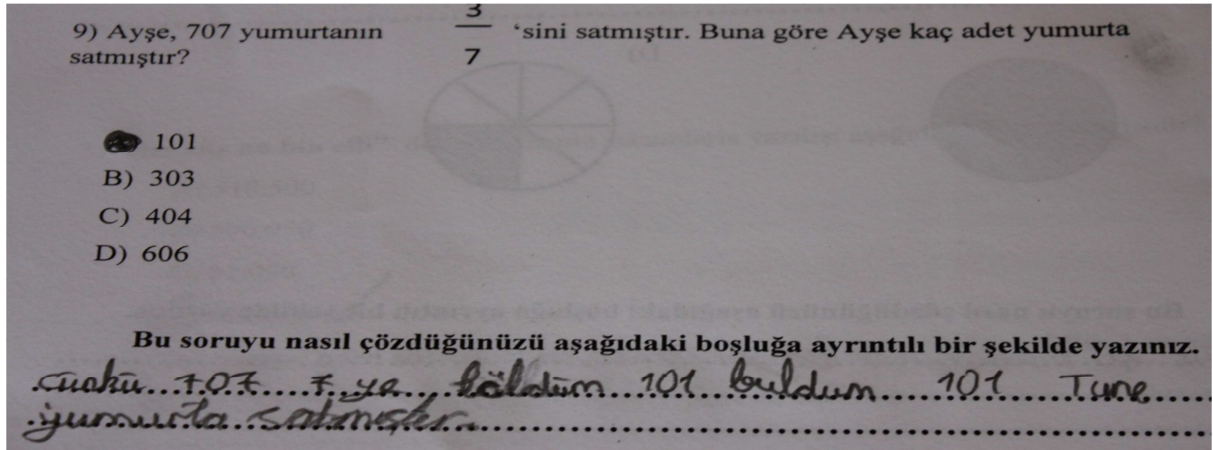 3
9) Ayşe, 707 yumurtanın — 'sini satmıştır. Buna göre Ayşe kaç adet yumurta
satmıştır? 7
101
B) 303
C) 404
D) 606
Bu soruyu nasıl çözdüğünüzü aşağıdaki boşluğa ayrıntılı bir şekilde yazınız.
çunku...707....7.ye....böldüm...101..buldum.....101... Tane.....
yumurta..satmıştır....